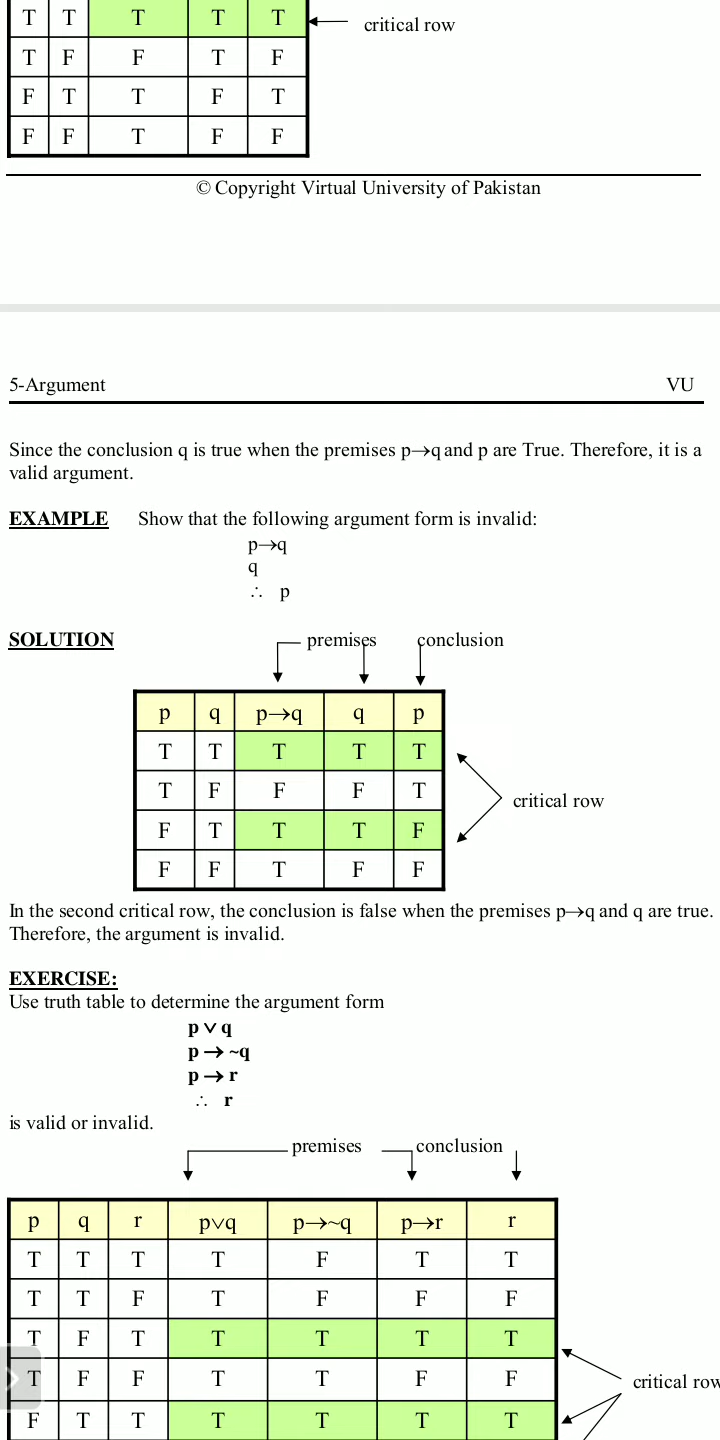 T T T T T critical row
T F F T F
F T T F T
F F T F F
© Copyright Virtual University of Pakistan
5-Argument VU
Since the conclusion q is true when the premises p→q and p are True. Therefore, it is a
valid argument.
EXAMPLE Show that the following argument form is invalid:
p→q
q
∴ p
SOLUTION premises conclusion
p q p→q q p
T T T T T
T F F F T
critical row
F T T T F
F F T F F
In the second critical row, the conclusion is false when the premises p→q and q are true.
Therefore, the argument is invalid.
EXERCISE:
Use truth table to determine the argument form
p ∨ q
p → ~q
p → r
∴ r
is valid or invalid.
premises conclusion
p q r p∨q p→~q p→r r
T T T T F T T
T T F T F F F
T F T T T T T
T F F T T F F critical row
F T T T T T T